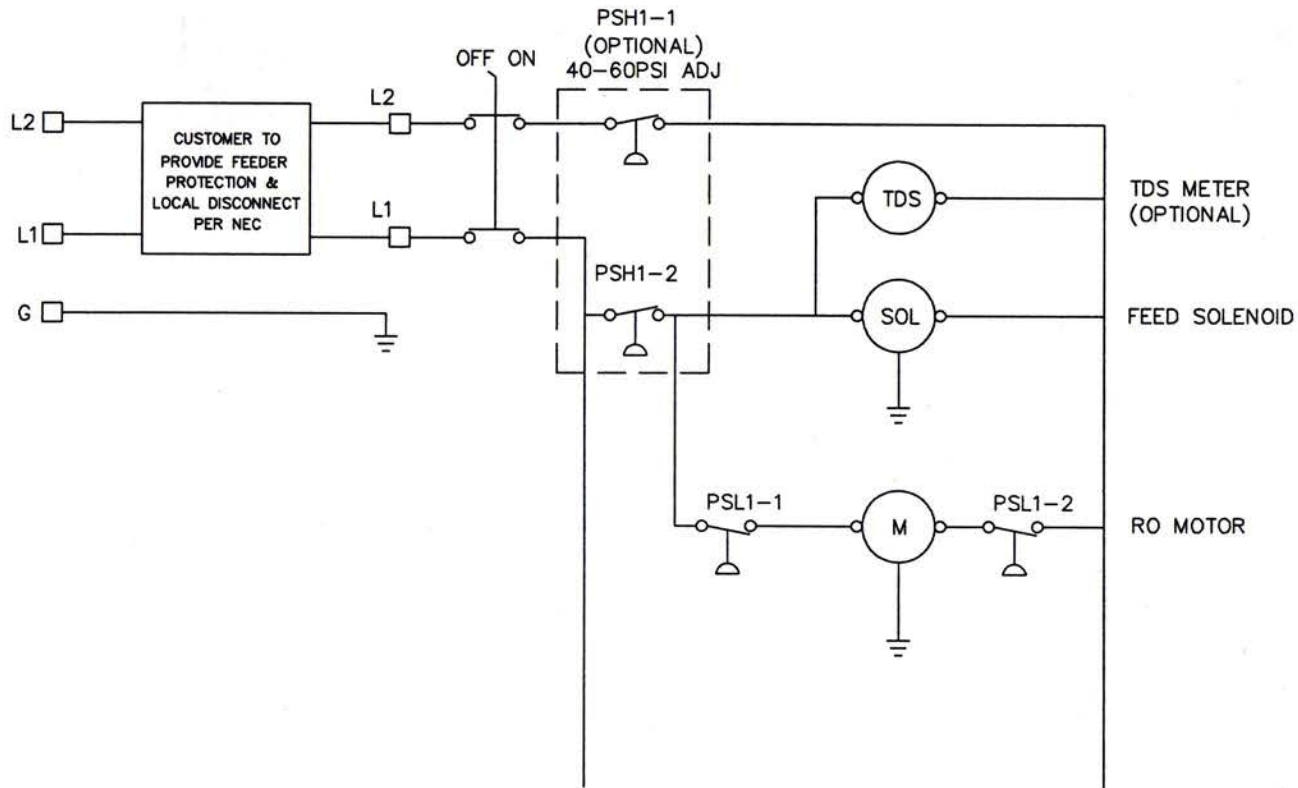 PSH1-1
(OPTIONAL)
40-60PSI ADJ
OFF ON
L2
L2
CUSTOMER TO
PROVIDE FEEDER
PROTECTION &
LOCAL DISCONNECT
PER NEC
L1
L1
TDS
TDS METER
(OPTIONAL)
PSH1-2
G
SOL
FEED SOLENOID
PSL1-1
M
PSL1-2
RO MOTOR